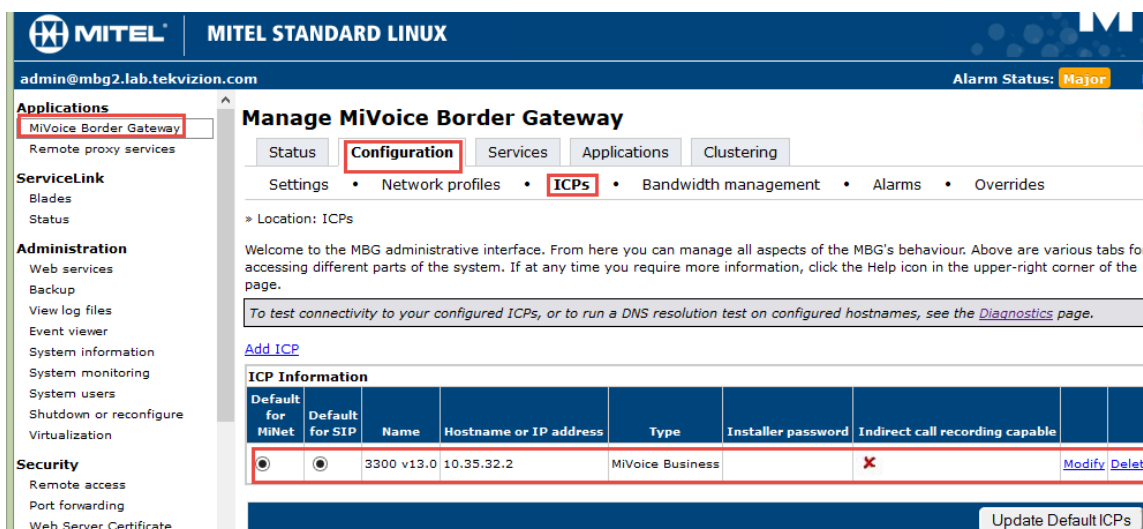 MITEL
MITEL STANDARD LINUX
M
admin@mbg2.lab.tekvizion.com
Alarm Status: Major
Applications
MiVoice Border Gateway
Remote proxy services
ServiceLink
Blades
Status
Administration
Web services
Backup
View log files
Event viewer
System information
System monitoring
System users
Shutdown or reconfigure
Virtualization
Security
Remote access
Port forwarding
Web Server Certificate
Manage MiVoice Border Gateway
Status Configuration Services Applications Clustering
Settings • Network profiles • ICPs • Bandwidth management • Alarms • Overrides
» Location: ICPs
Welcome to the MBG administrative interface. From here you can manage all aspects of the MBG's behaviour. Above are various tabs fo
accessing different parts of the system. If at any time you require more information, click the Help icon in the upper-right corner of the
page.
To test connectivity to your configured ICPs, or to run a DNS resolution test on configured hostnames, see the Diagnostics page.
Add ICP
ICP Information
Default for MiNet Default for SIP Name Hostname or IP address Type Installer password Indirect call recording capable
3300 v13.0 10.35.32.2 MiVoice Business Modify Delet
Update Default ICPs